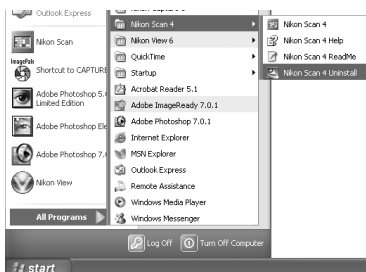 Outlook Express
Nikon Scan
ImagePals
Shortcut to CAPTURE
Adobe Photoshop 5.
Limited Edition
Adobe Photoshop Ele
Adobe Photoshop 7.
Nikon View
All Programs
Nikon Scan 4
Nikon View 6
QuickTime
Startup
Acrobat Reader 5.1
Adobe ImageReady 7.0.1
Adobe Photoshop 7.0.1
Internet Explorer
MSN Explorer
Outlook Express
Remote Assistance
Windows Media Player
Windows Messenger
Nikon Scan 4
Nikon Scan 4 Help
Nikon Scan 4 ReadMe
Nikon Scan 4 Uninstall
Log Off
Turn Off Computer
start